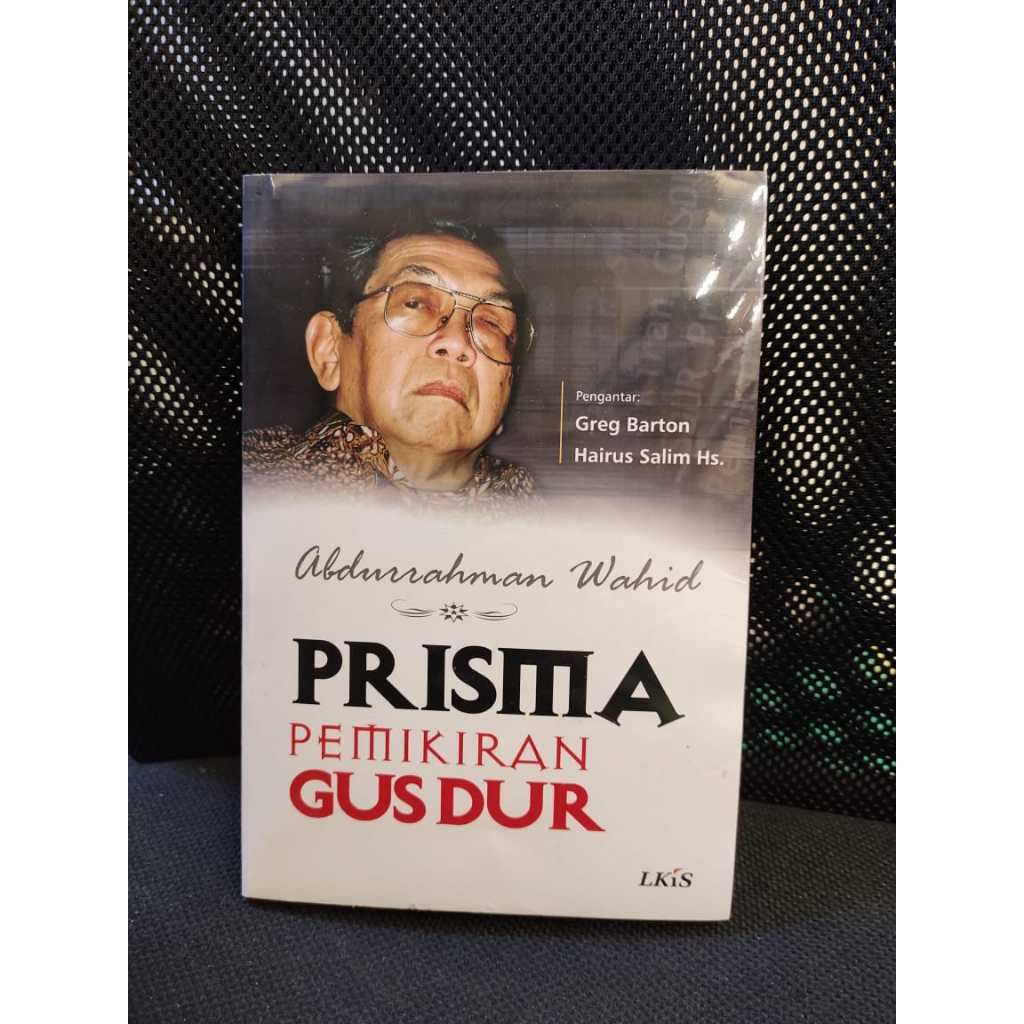 Pengantar:
Greg Barton
Hairus Salim Hs.
Abdurrahman Wahid
PRISMA
PEMIKIRAN
GUS DUR
LKiS